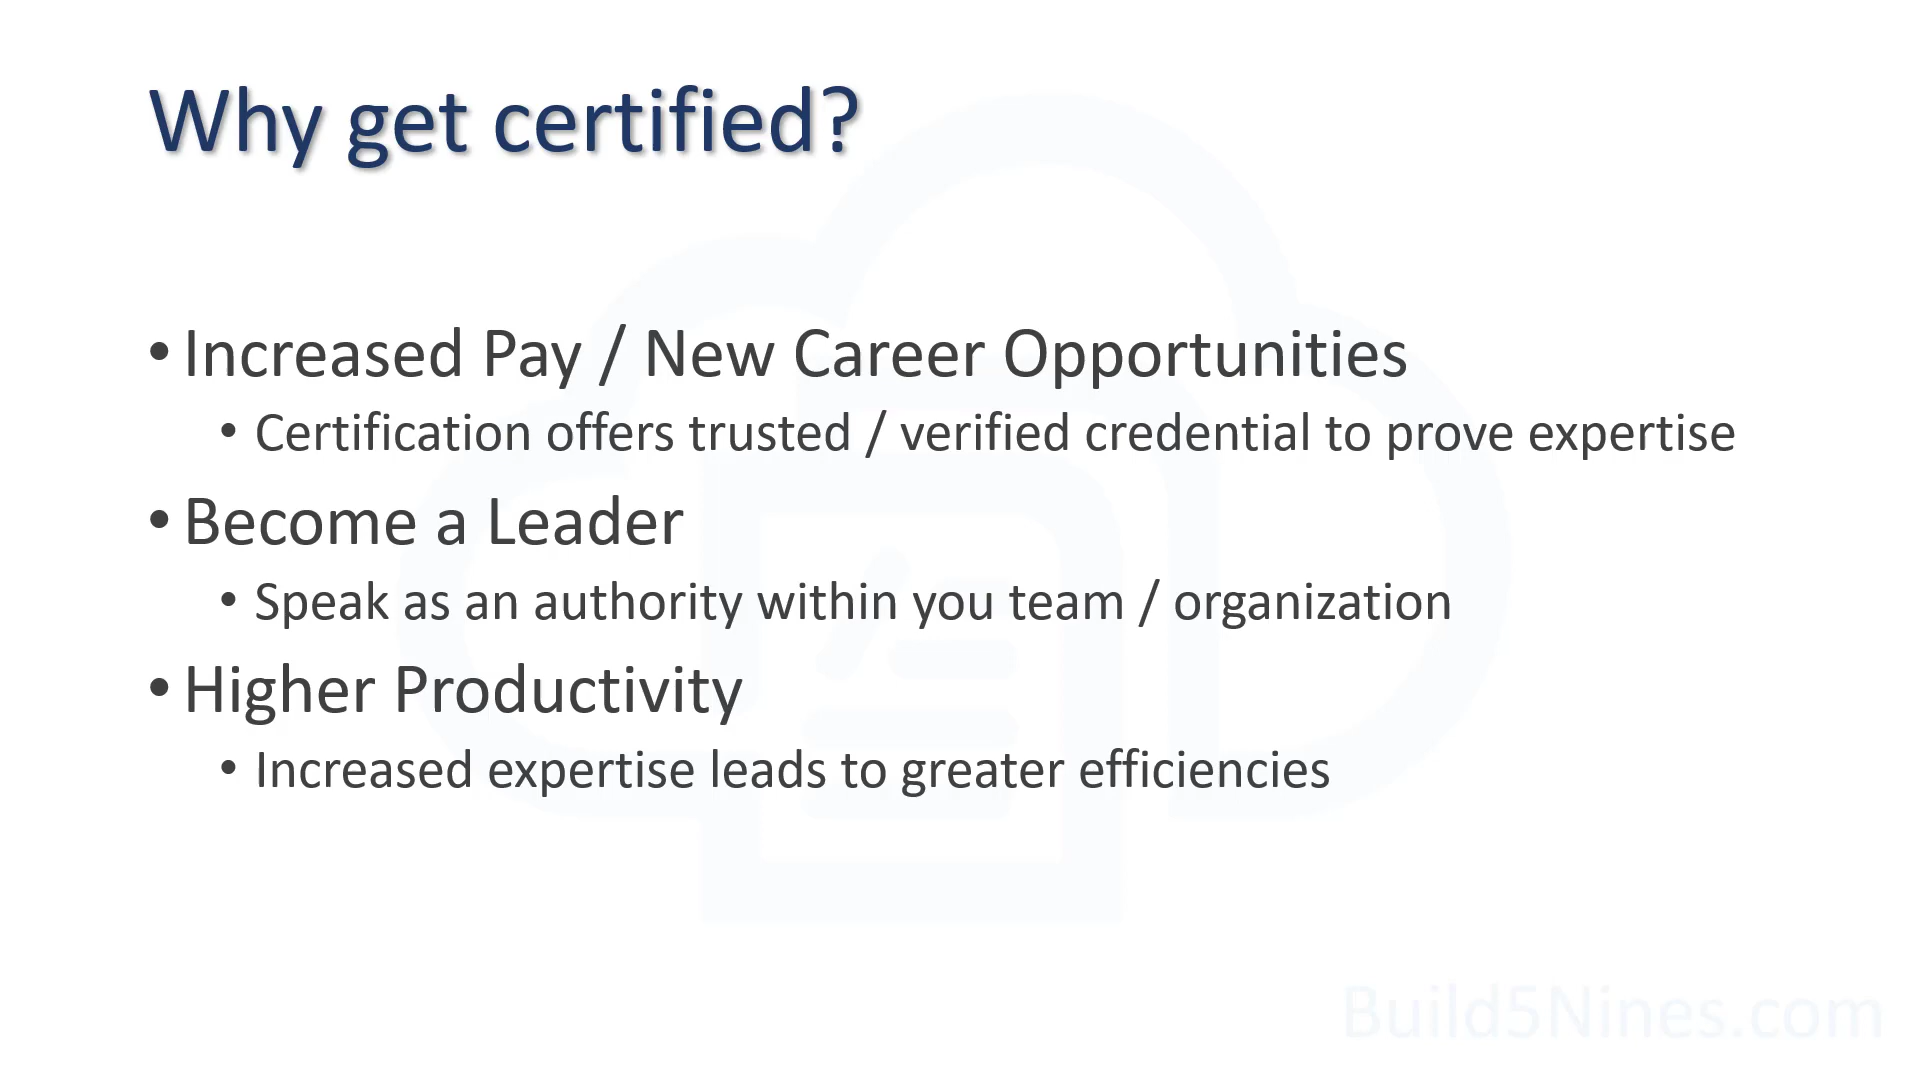 Why get certified?
• Increased Pay / New Career Opportunities
• Certification offers trusted / verified credential to prove expertise
• Become a Leader
• Speak as an authority within you team / organization
• Higher Productivity
• Increased expertise leads to greater efficiencies
Build5Nines.com